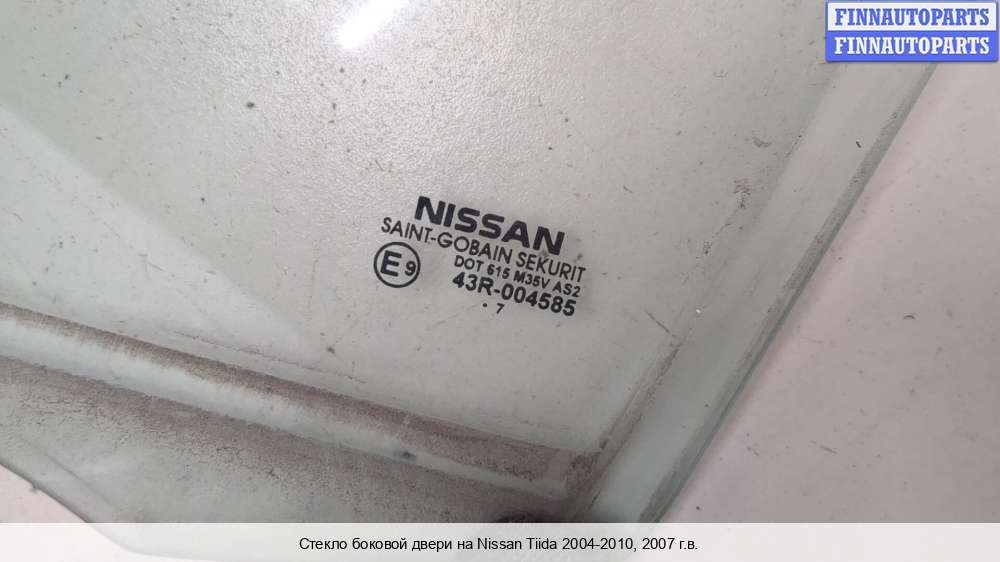 FINNAUTOPARTS
FINNAUTOPARTS
NISSAN
SAINT-GOBAIN SEKURIT
DOT 615 M35V AS2
E9
43R-004585
. 7
Стекло боковой двери на Nissan Tiida 2004-2010, 2007 г.в.